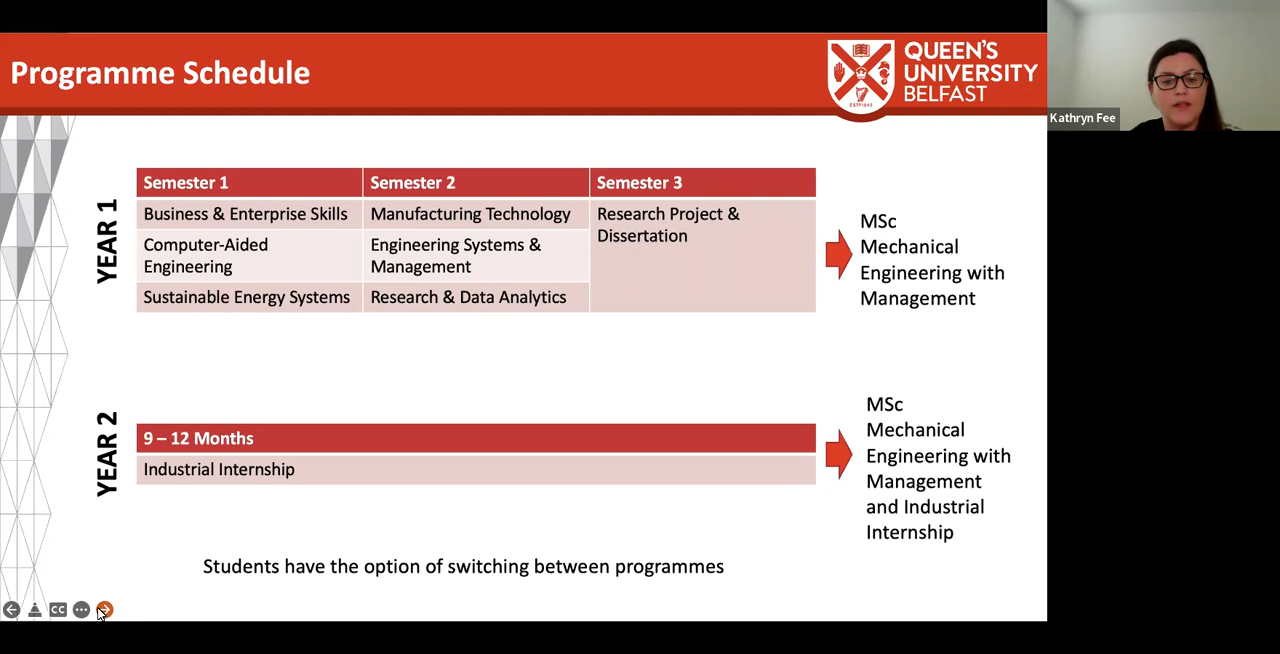 Programme Schedule
QUEEN'S
UNIVERSITY
BELFAST
ESTD 1845
Kathryn Fee
YEAR 1
Semester 1
Semester 2
Semester 3
Business & Enterprise Skills
Manufacturing Technology
Research Project &
Dissertation
Computer-Aided
Engineering
Engineering Systems &
Management
Sustainable Energy Systems
Research & Data Analytics
MSc
Mechanical
Engineering with
Management
YEAR 2
9 – 12 Months
Industrial Internship
MSc
Mechanical
Engineering with
Management
and Industrial
Internship
Students have the option of switching between programmes
CC